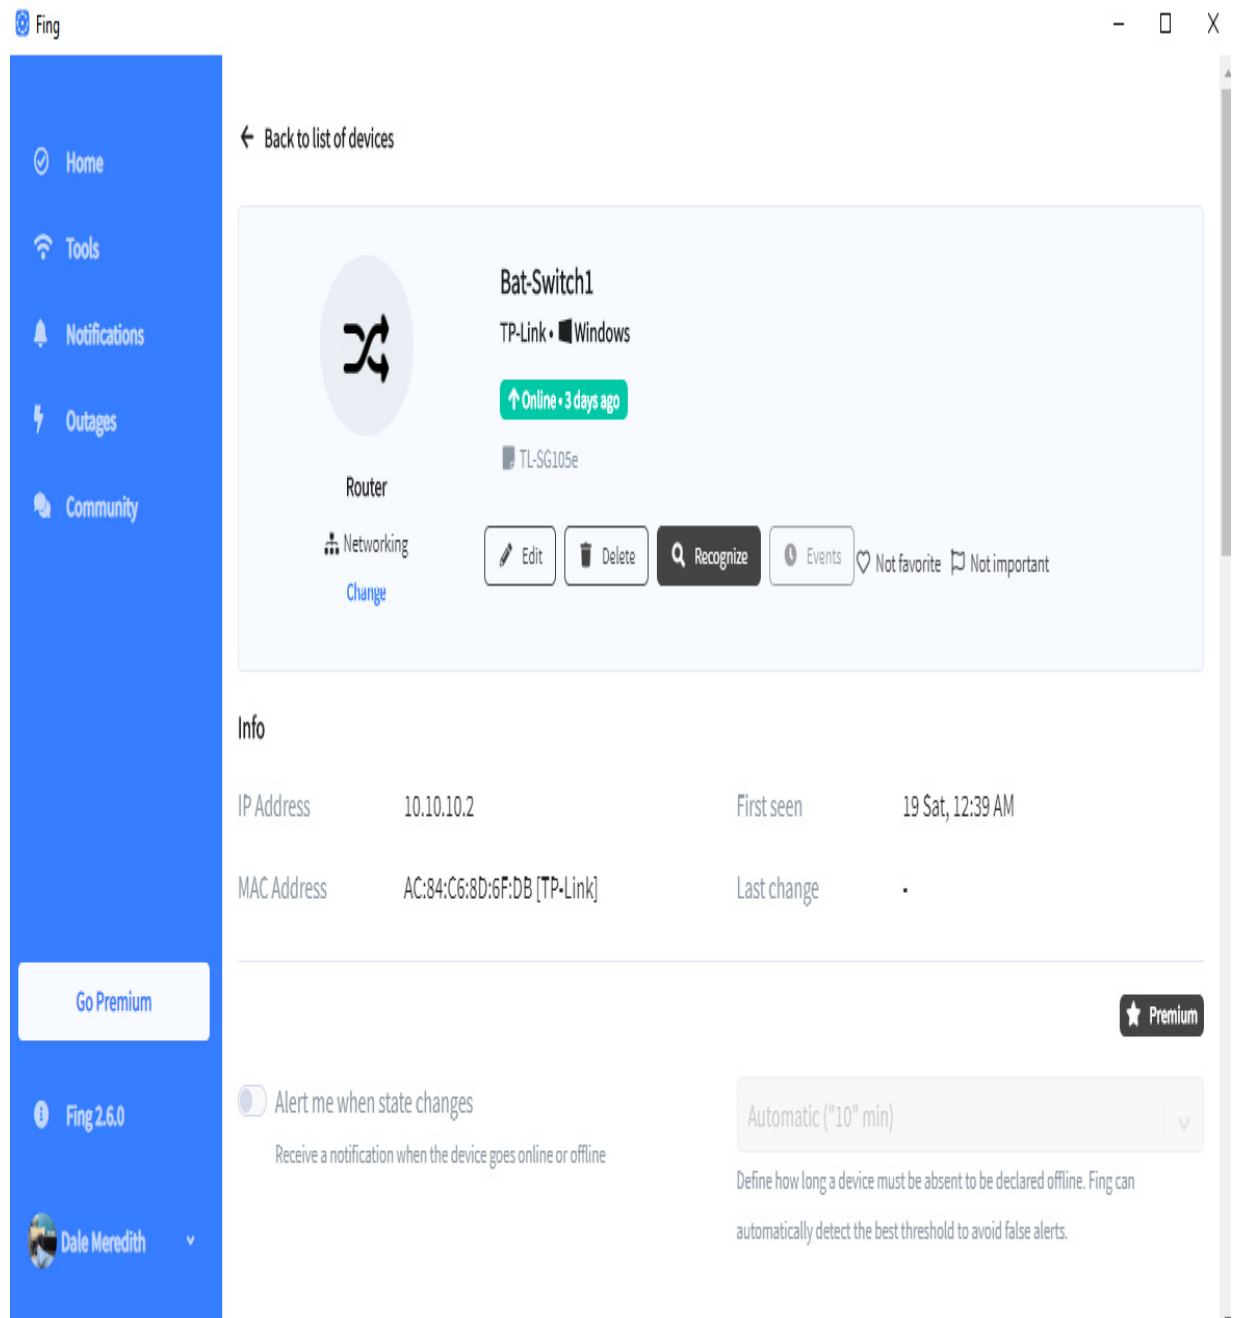 Fing
Home
Tools
Notifications
Outages
Community
Go Premium
Fing 2.6.0
Dale Meredith
Back to list of devices
Router
Networking
Change
Bat-Switch1
TP-Link • Windows
Online • 3 days ago
TL-SG105e
Edit Delete Recognize Events Not favorite Not important
Info
IP Address 10.10.10.2 First seen 19 Sat, 12:39 AM
MAC Address AC:84:C6:8D:6F:DB [TP-Link] Last change -
Premium
Alert me when state changes
Receive a notification when the device goes online or offline
Automatic ("10" min)
Define how long a device must be absent to be declared offline. Fing can
automatically detect the best threshold to avoid false alerts.